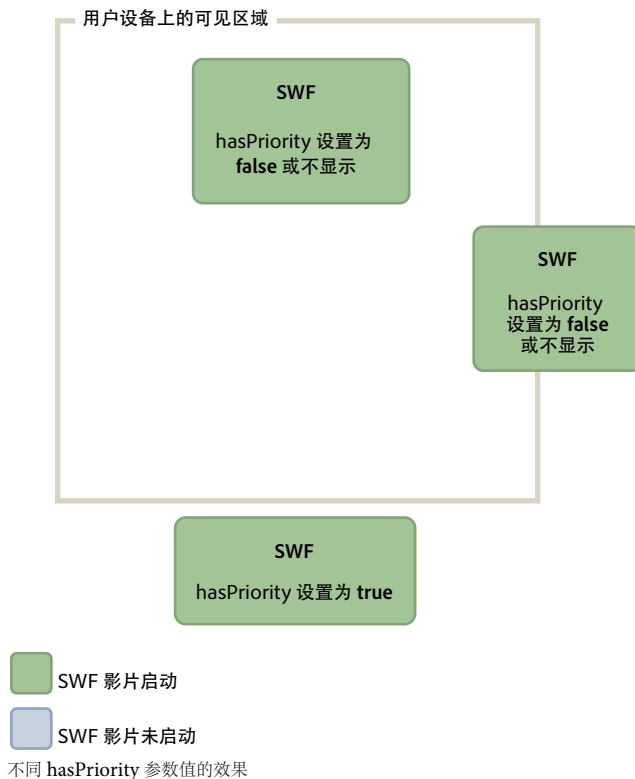 用户设备上的可见区域
SWF
hasPriority 设置为
false 或不显示
SWF
hasPriority
设置为 false
或不显示
SWF
hasPriority 设置为 true
SWF 影片启动
SWF 影片未启动
不同 hasPriority 参数值的效果